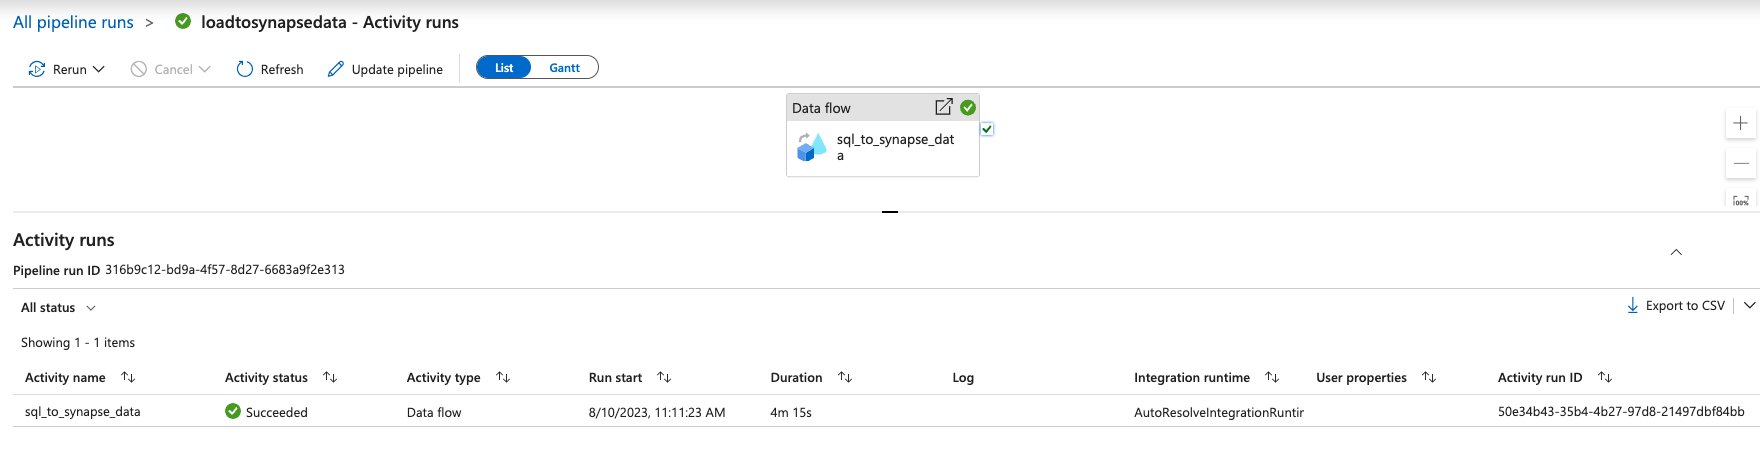 All pipeline runs > loadtosynapsedata - Activity runs
Rerun Cancel Refresh Update pipeline List Gantt
Data flow
sql_to_synapse_dat
a
100%
Activity runs
Pipeline run ID 316b9c12-bd9a-4f57-8d27-6683a9f2e313
All status
Export to CSV
Showing 1 - 1 items
Activity name Activity status Activity type Run start Duration Log Integration runtime User properties Activity run ID
sql_to_synapse_data Succeeded Data flow 8/10/2023, 11:11:23 AM 4m 15s AutoResolveIntegrationRuntir 50e34b43-35b4-4b27-97d8-21497dbf84bb